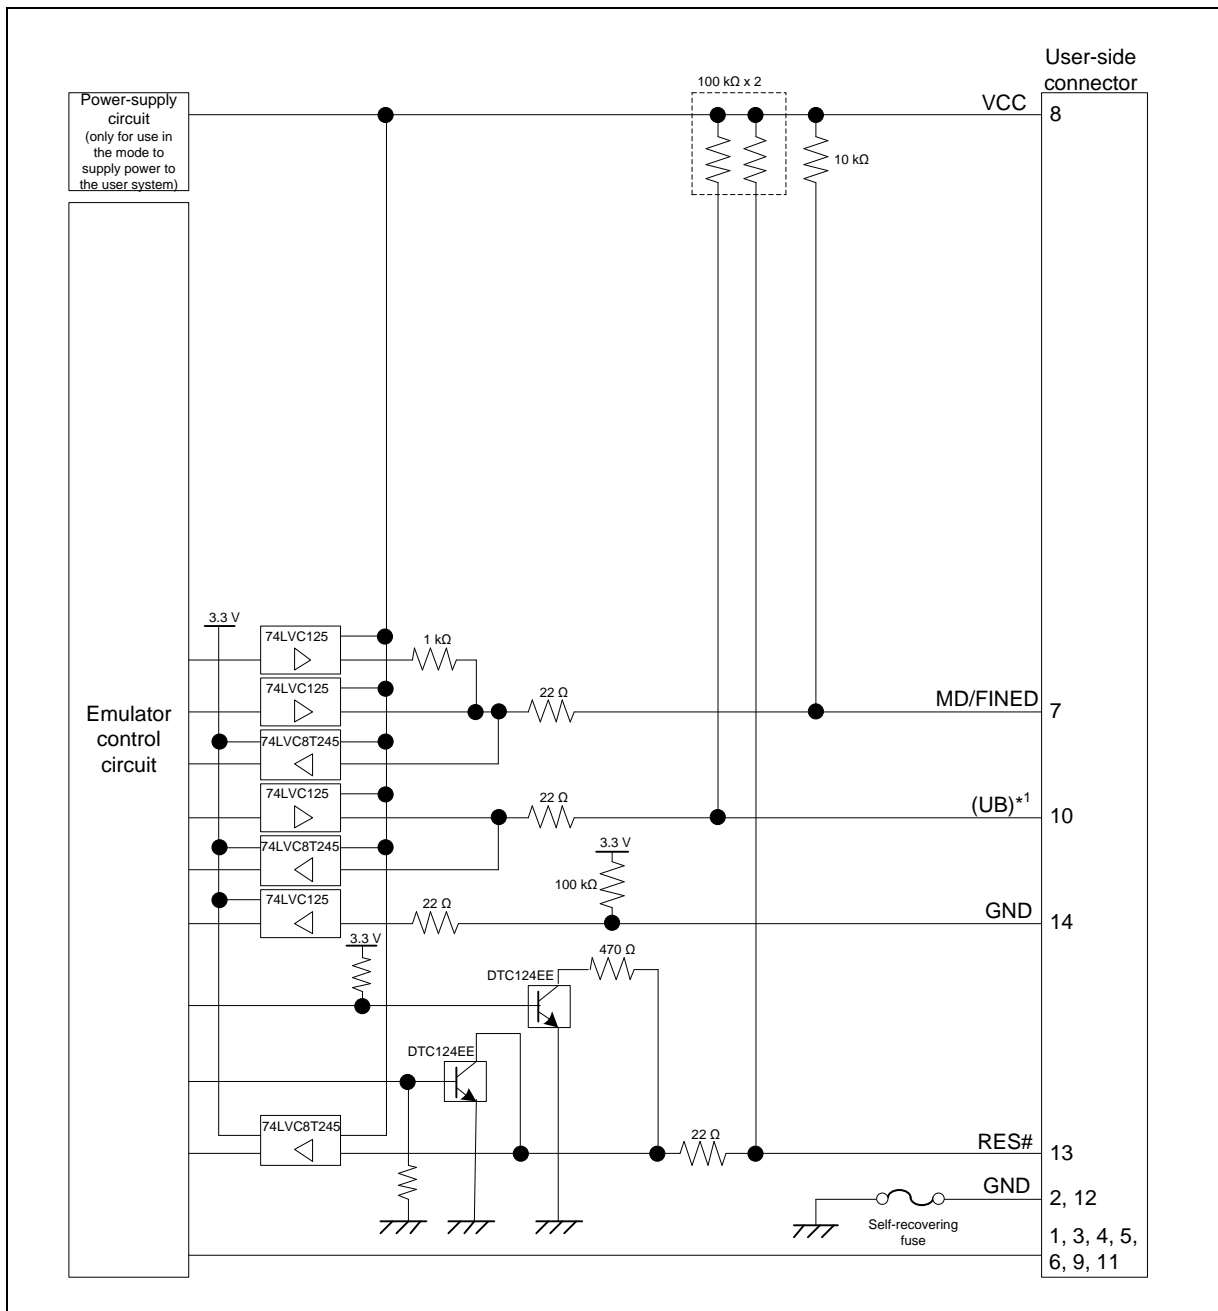 User-side
connector
100 kΩ x 2
VCC
8
Power-supply
circuit
(only for use in
the mode to
supply power to
the user system)
10 kΩ
3.3 V
74LVC125
1 kΩ
74LVC125
22 Ω
MD/FINED
7
Emulator
control
circuit
74LVC8T245
74LVC125
22 Ω
(UB)*1
10
74LVC8T245
3.3 V
100 kΩ
74LVC125
22 Ω
GND
14
3.3 V
470 Ω
DTC124EE
DTC124EE
74LVC8T245
22 Ω
RES#
13
GND
2, 12
Self-recovering
fuse
1, 3, 4, 5,
6, 9, 11